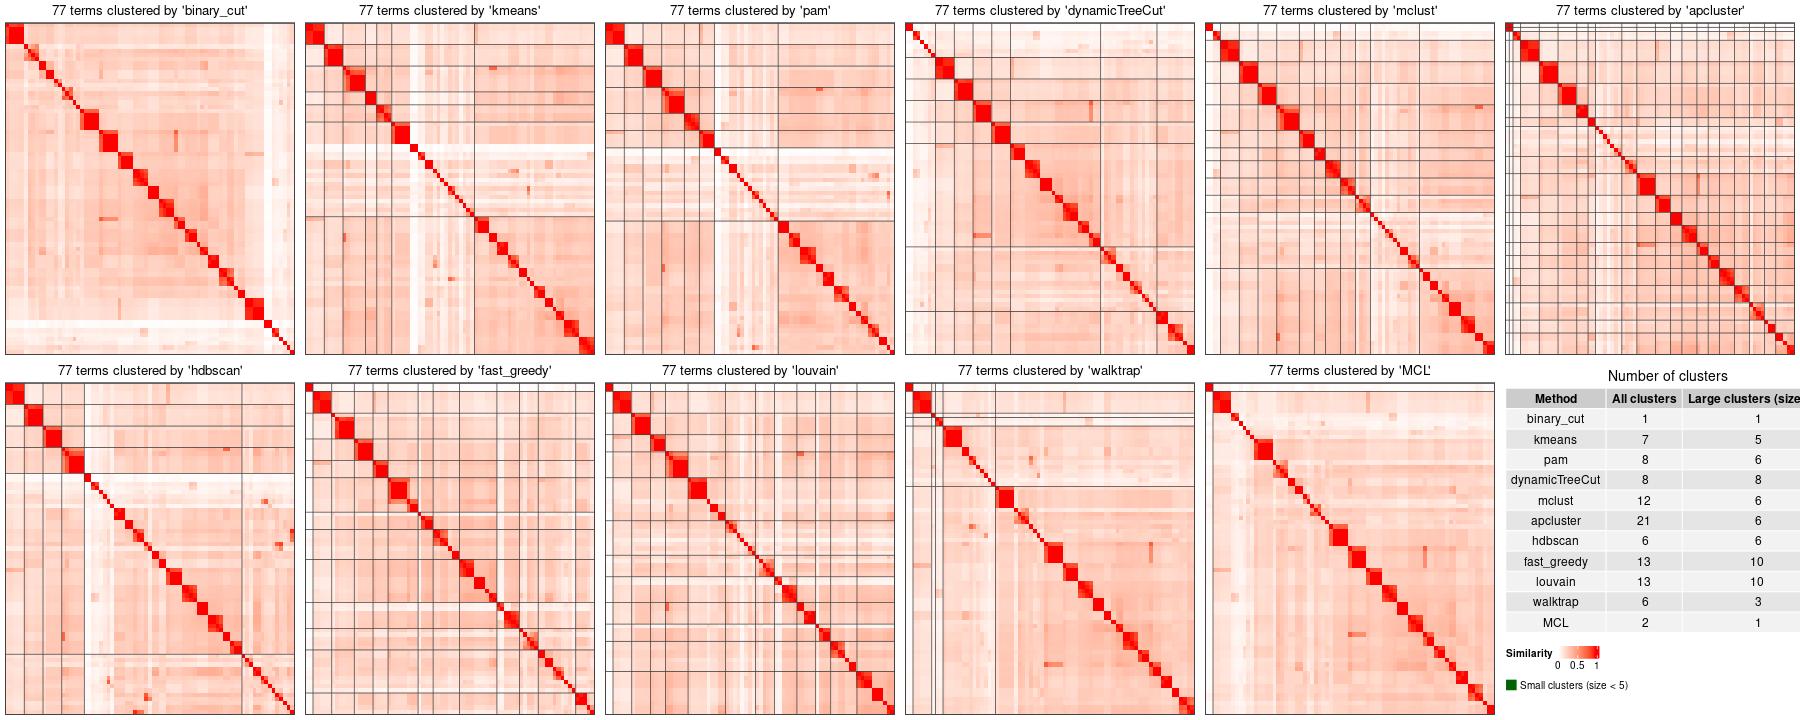 77 terms clustered by 'binary_cut'
77 terms clustered by 'kmeans'
77 terms clustered by 'pam'
77 terms clustered by 'dynamicTreeCut'
77 terms clustered by 'mclust'
77 terms clustered by 'apcluster'
77 terms clustered by 'hdbscan'
77 terms clustered by 'fast_greedy'
77 terms clustered by 'louvain'
77 terms clustered by 'walktrap'
77 terms clustered by 'MCL'
Number of clusters
Method All clusters Large clusters (size
binary_cut 1 1
kmeans 7 5
pam 8 6
dynamicTreeCut 8 8
mclust 12 6
apcluster 21 6
hdbscan 6 6
fast_greedy 13 10
louvain 13 10
walktrap 6 3
MCL 2 1
Similarity
0 0.5 1
Small clusters (size < 5)